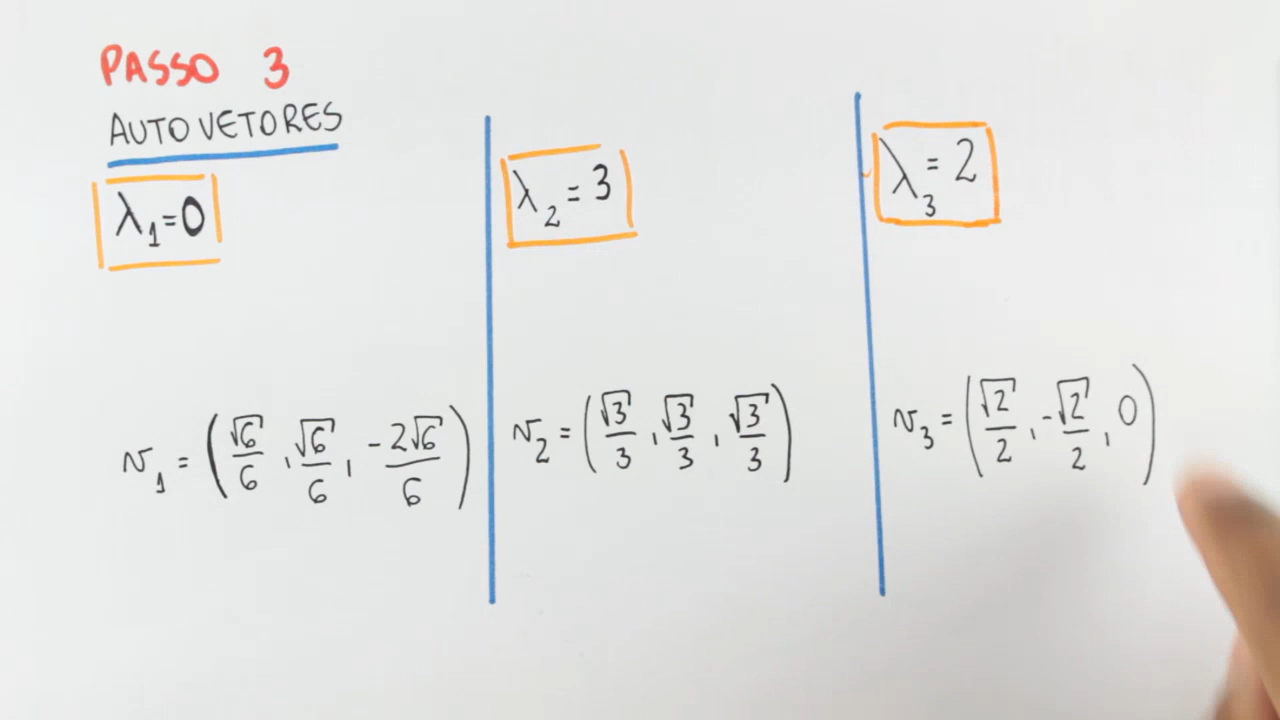 PASSO 3
AUTOVETORES
λ₁=0
λ₂=3
λ₃=2
v₁ = (√6/6, √6/6, -2√6/6)
v₂ = (√3/3, √3/3, √3/3)
v₃ = (√2/2, -√2/2, 0)